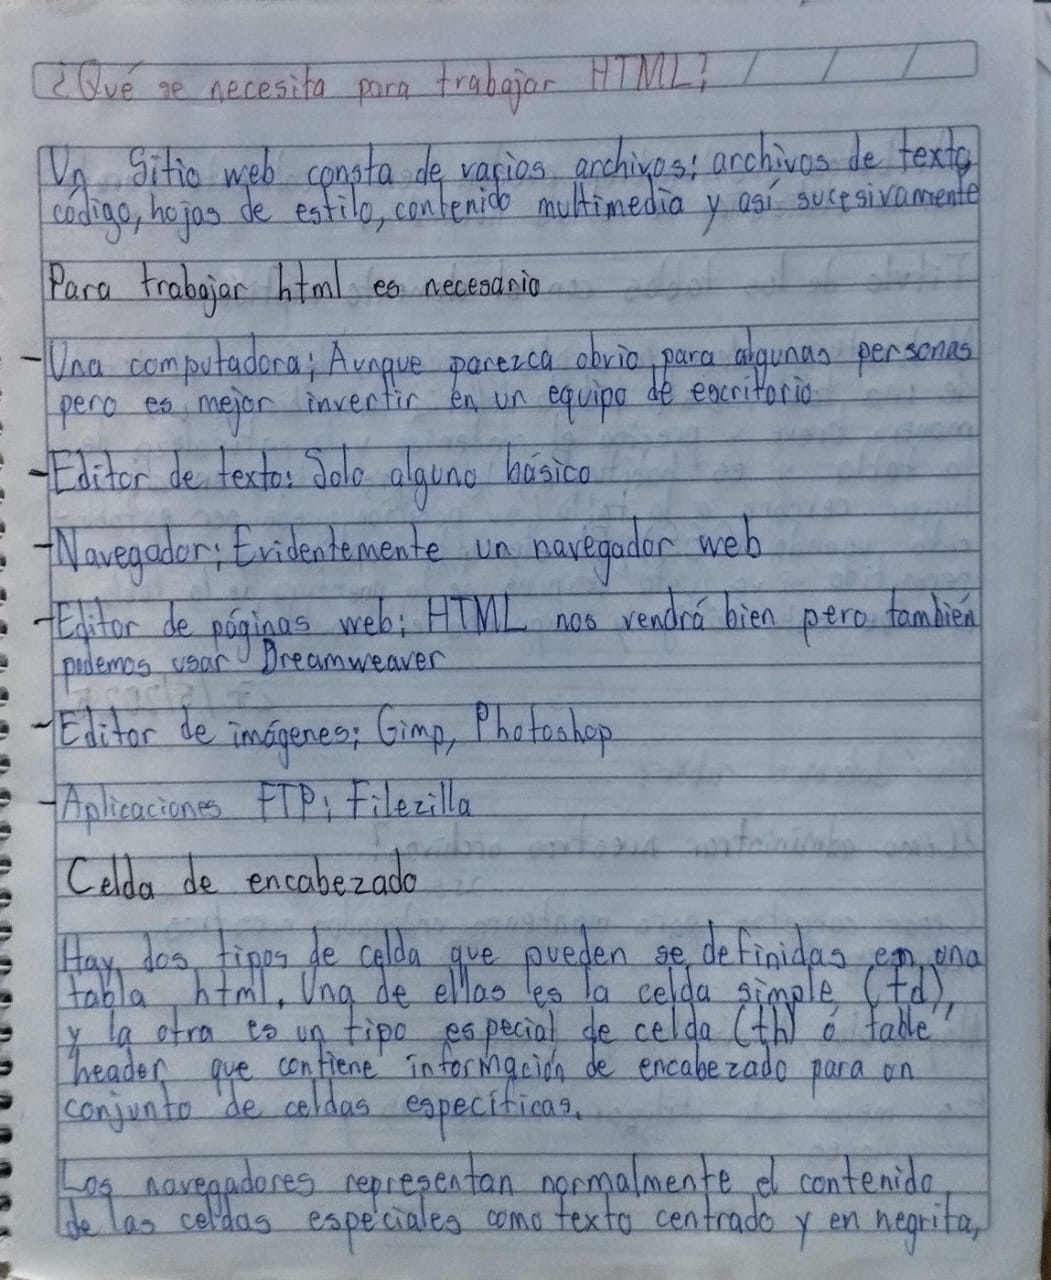 ¿Qué se necesita para trabajar HTML?
Un Sitio web consta de varios archivos; archivos de texto
código, hojas de estilo, contenido multimedia y así sucesivamente
Para trabajar html es necesario
- Una computadora; Aunque parezca obvio para algunas personas
pero es mejor invertir en un equipo de escritorio
- Editor de texto: Solo alguno básico
- Navegador; Evidentemente un navegador web
- Editor de páginas web; HTML nos vendrá bien pero también
podemos usar Dreamweaver
- Editor de imágenes; Gimp, Photoshop
- Aplicaciones FTP; Filezilla
Celda de encabezado
Hay dos tipos de celda que pueden se definidas en una
tabla html. Una de ellas es la celda simple (td),
y la otra es un tipo especial de celda (th) ó "table
header" que contiene información de encabezado para un
conjunto de celdas específicas.
Los navegadores representan normalmente el contenido
de las celdas especiales como texto centrado y en negrita,